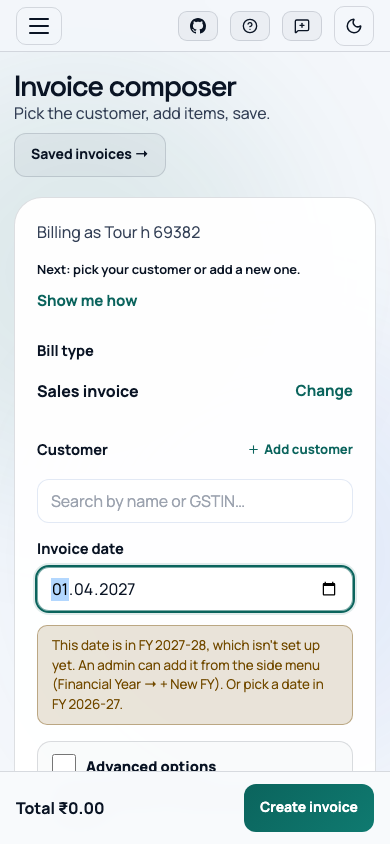 Invoice composer
Pick the customer, add items, save.
Saved invoices →
Billing as Tour h 69382
Next: pick your customer or add a new one.
Show me how
Bill type
Sales invoice
Change
Customer
+ Add customer
Search by name or GSTIN...
Invoice date
01.04.2027
This date is in FY 2027-28, which isn't set up
yet. An admin can add it from the side menu
(Financial Year → + New FY). Or pick a date in
FY 2026-27.
Advanced options
Total ₹0.00
Create invoice